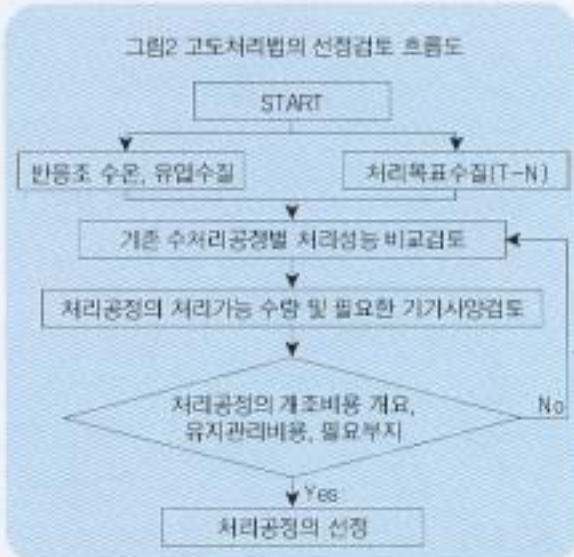 그림2 고도처리법의 선정검토 흐름도
START
반응조 수온, 유입수질
처리목표수질(T-N)
기존 수처리공정별 처리성능 비교검토
처리공정의 처리가능 수량 및 필요한 기기사양검토
처리공정의 개조비용 개요,
유지관리비용, 필요부지
No
Yes
처리공정의 선정